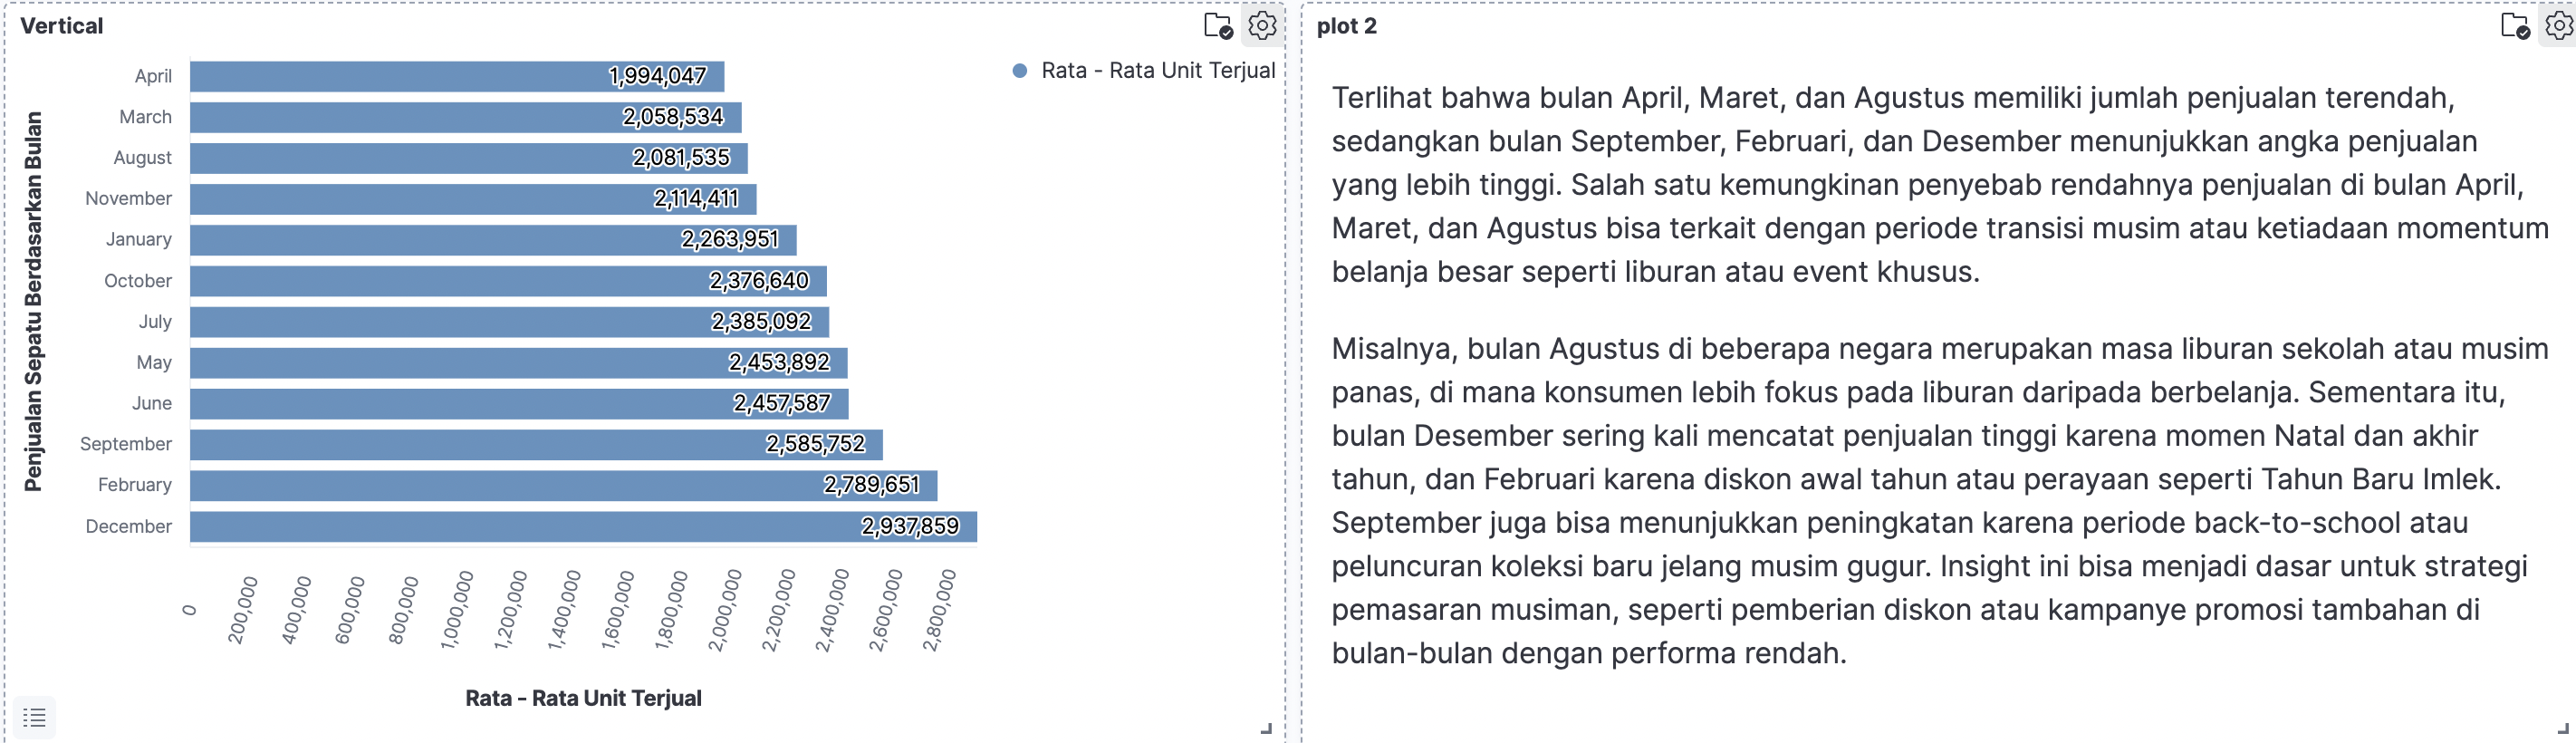 Vertical
Rata - Rata Unit Terjual
Penjualan Sepatu Berdasarkan Bulan
April 1,994,047
March 2,058,534
August 2,081,535
November 2,114,411
January 2,263,951
October 2,376,640
July 2,385,092
May 2,453,892
June 2,457,587
September 2,585,752
February 2,789,651
December 2,937,859
0 200,000 400,000 600,000 800,000 1,000,000 1,200,000 1,400,000 1,600,000 1,800,000 2,000,000 2,200,000 2,400,000 2,600,000 2,800,000
Rata - Rata Unit Terjual
plot 2
Terlihat bahwa bulan April, Maret, dan Agustus memiliki jumlah penjualan terendah,
sedangkan bulan September, Februari, dan Desember menunjukkan angka penjualan
yang lebih tinggi. Salah satu kemungkinan penyebab rendahnya penjualan di bulan April,
Maret, dan Agustus bisa terkait dengan periode transisi musim atau ketiadaan momentum
belanja besar seperti liburan atau event khusus.
Misalnya, bulan Agustus di beberapa negara merupakan masa liburan sekolah atau musim
panas, di mana konsumen lebih fokus pada liburan daripada berbelanja. Sementara itu,
bulan Desember sering kali mencatat penjualan tinggi karena momen Natal dan akhir
tahun, dan Februari karena diskon awal tahun atau perayaan seperti Tahun Baru Imlek.
September juga bisa menunjukkan peningkatan karena periode back-to-school atau
peluncuran koleksi baru jelang musim gugur. Insight ini bisa menjadi dasar untuk strategi
pemasaran musiman, seperti pemberian diskon atau kampanye promosi tambahan di
bulan-bulan dengan performa rendah.